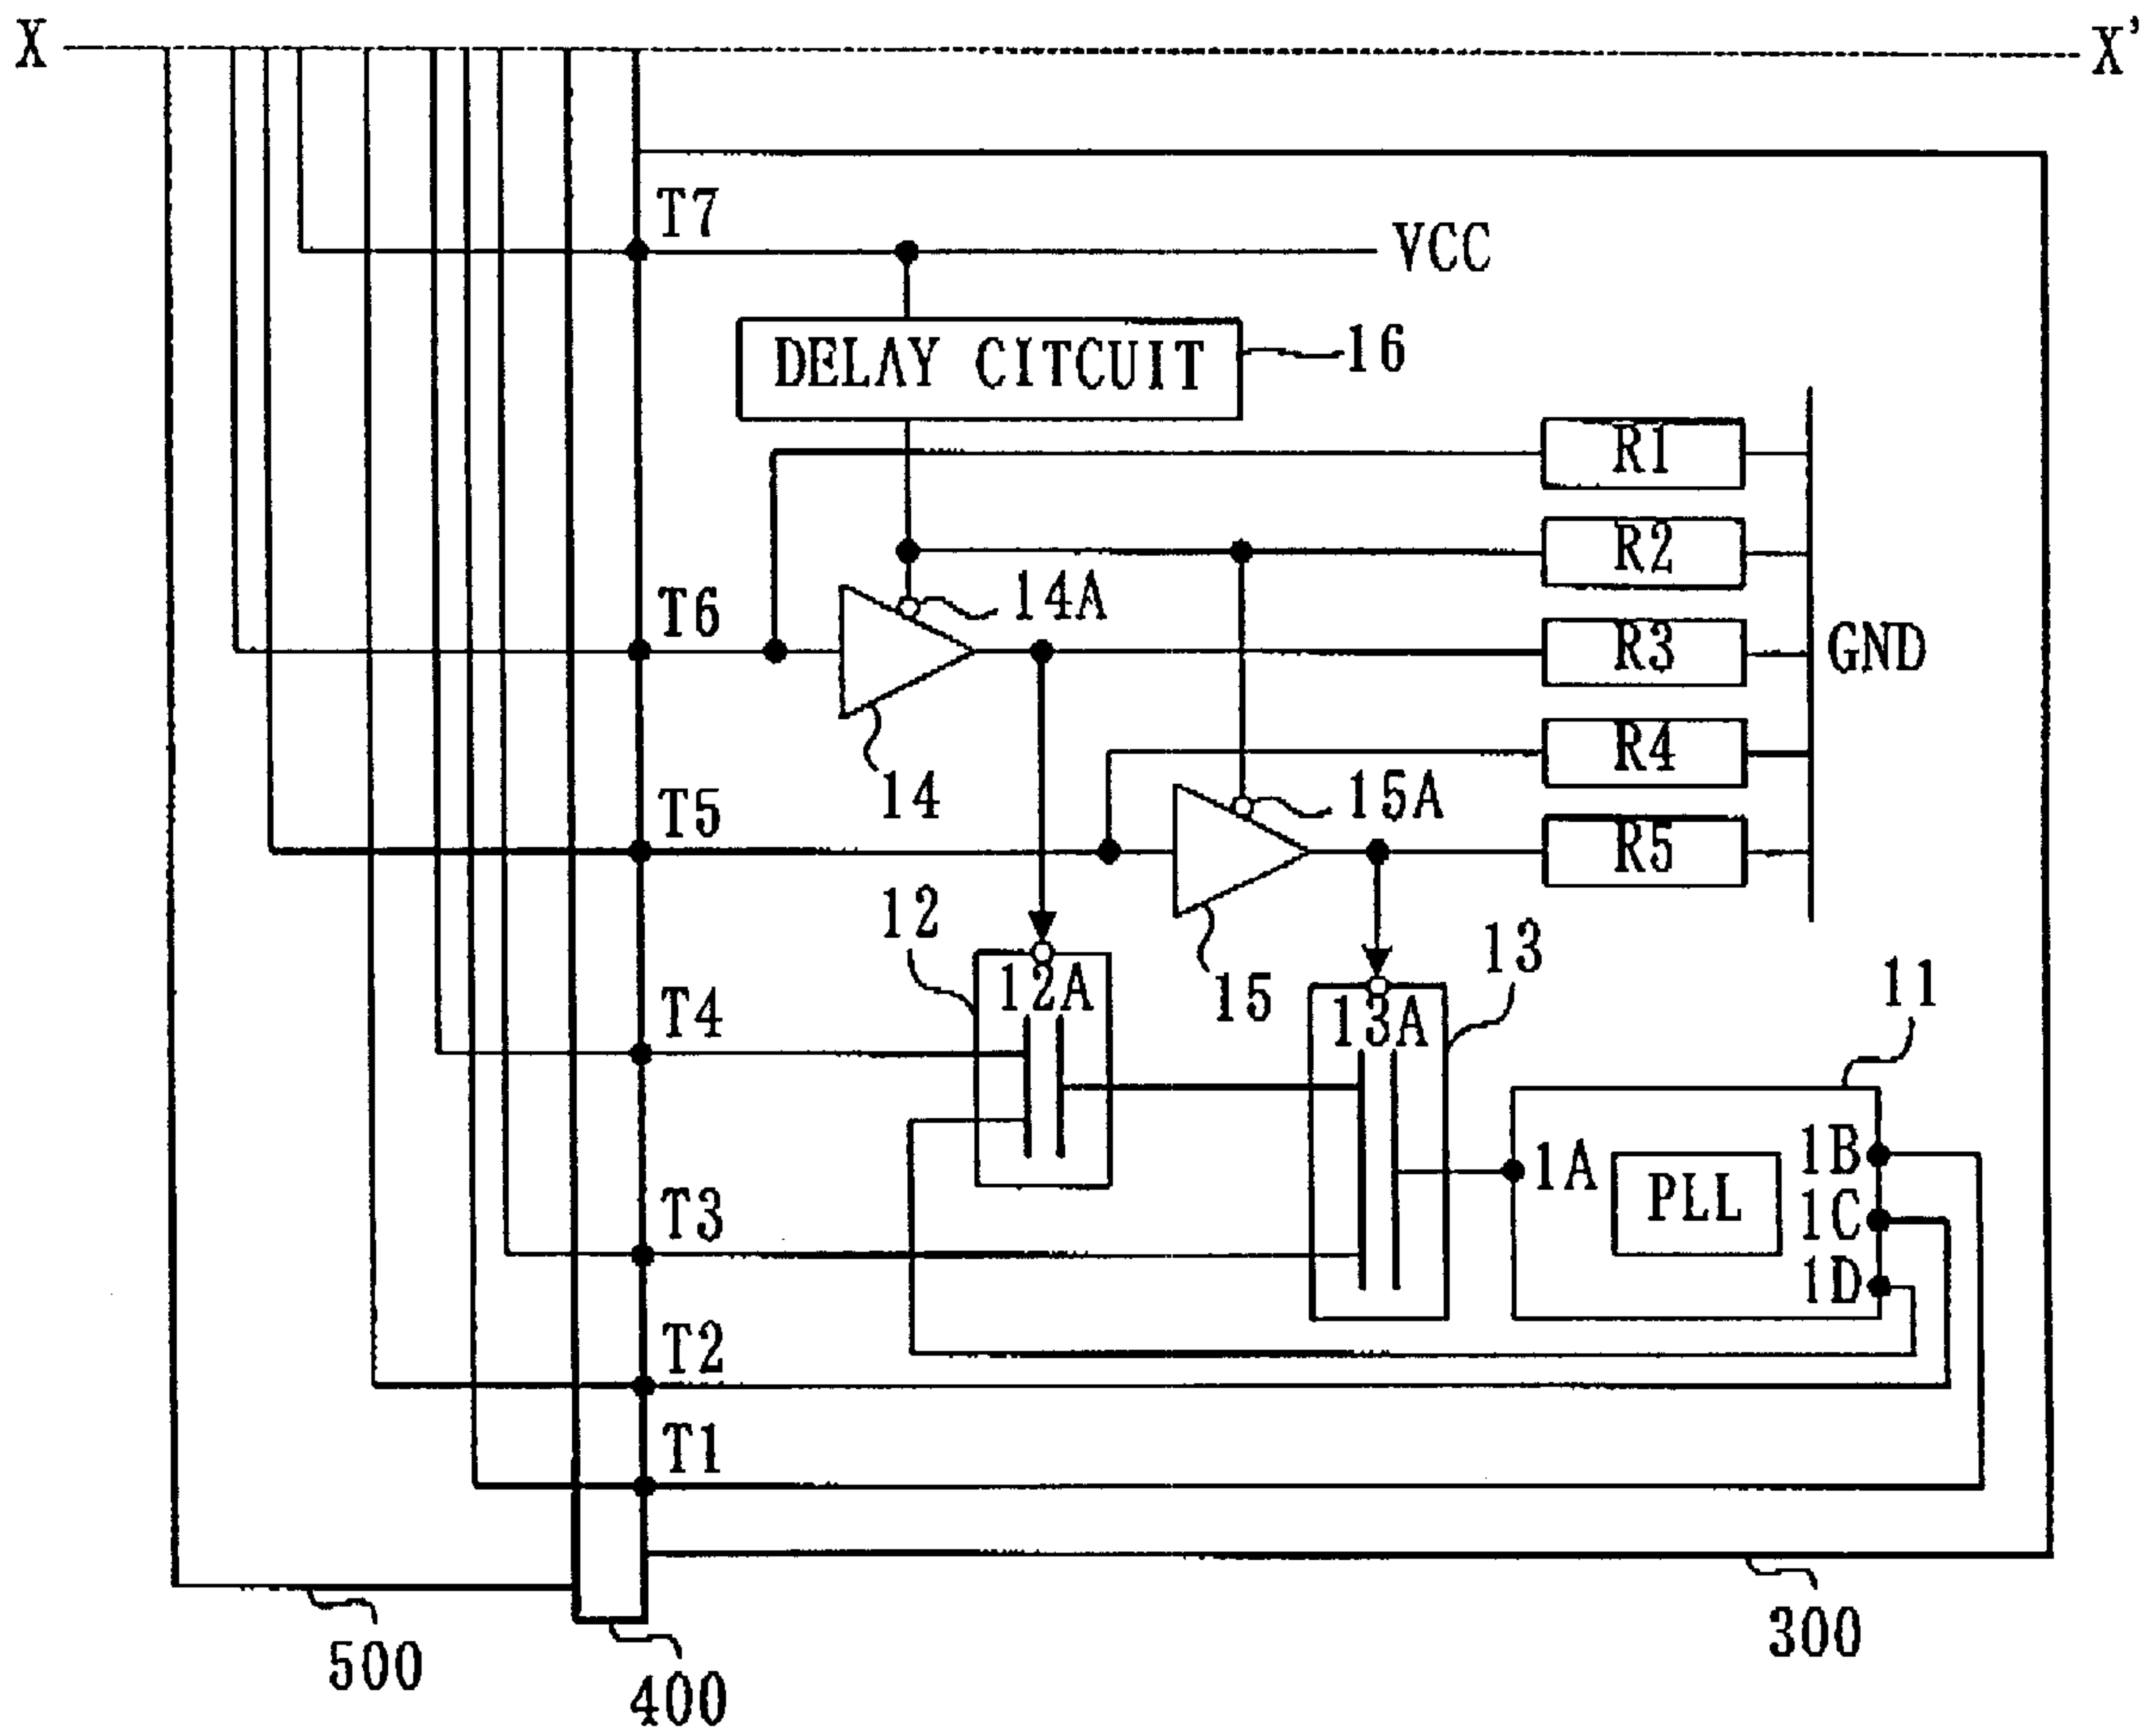 X
X'
T7
VCC
DELAY CITCUIT
16
R1
R2
T6
14A
R3
GND
14
R4
T5
15A
R5
12
13
12A
15
11
T4
13A
1A
1B
PLL
1C
T3
1D
T2
T1
300
500
400